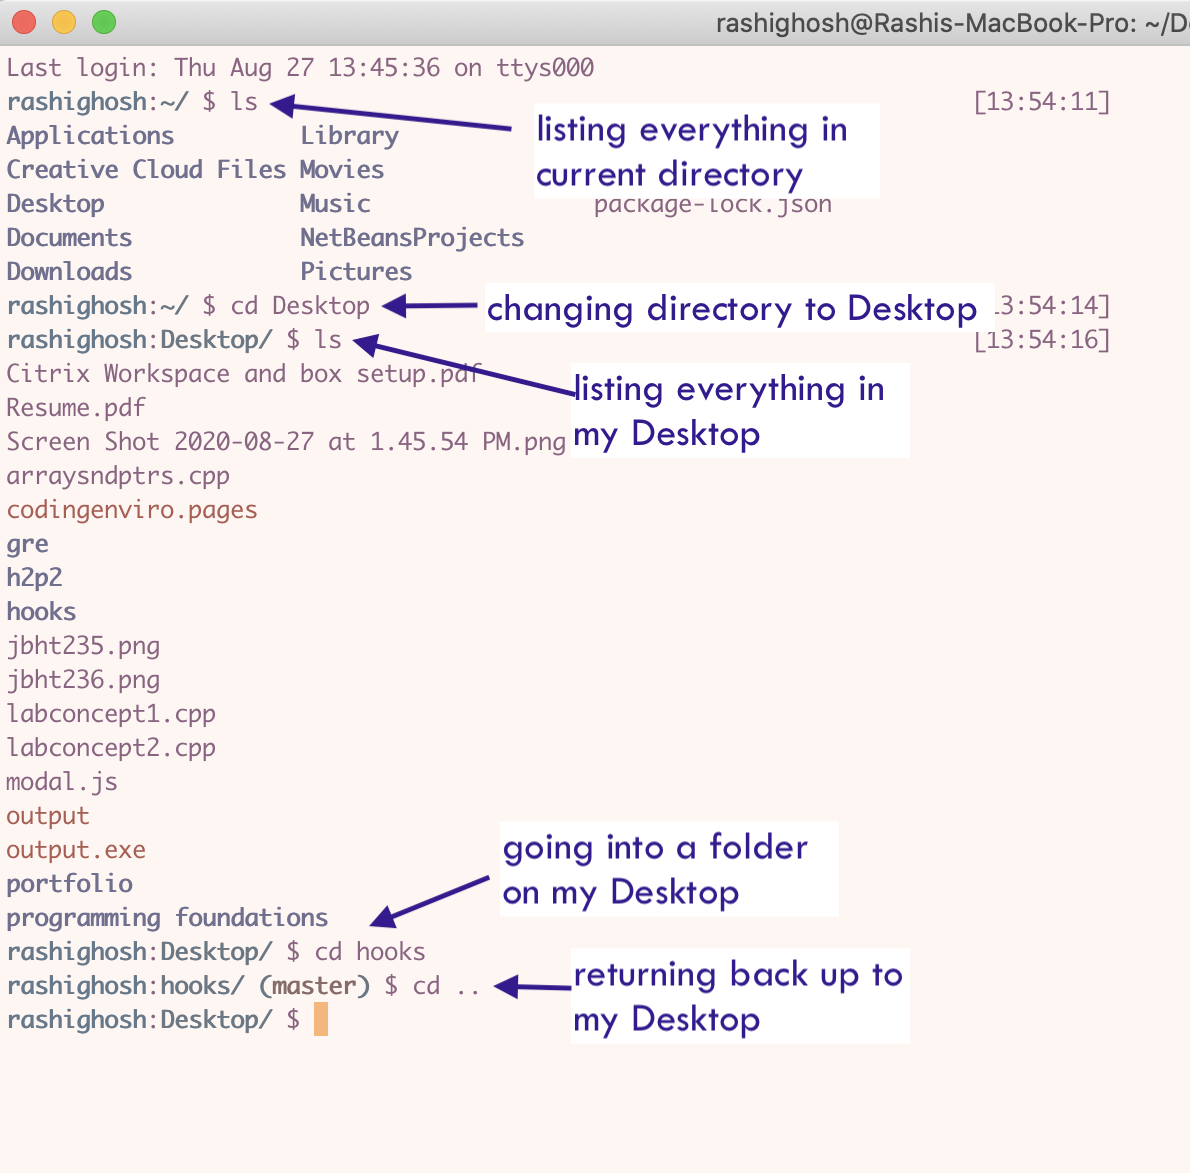 rashighosh@Rashis-MacBook-Pro: ~/D
Last login: Thu Aug 27 13:45:36 on ttys000
rashighosh:~/ $ ls [13:54:11]
listing everything in
current directory
Applications Library
Creative Cloud Files Movies
Desktop Music package-lock.json
Documents NetBeansProjects
Downloads Pictures
rashighosh:~/ $ cd Desktop 13:54:14]
changing directory to Desktop
rashighosh:Desktop/ $ ls [13:54:16]
listing everything in
my Desktop
Citrix Workspace and box setup.pdf
Resume.pdf
Screen Shot 2020-08-27 at 1.45.54 PM.png
arraysndptrs.cpp
codingenviro.pages
gre
h2p2
hooks
jbht235.png
jbht236.png
labconcept1.cpp
labconcept2.cpp
modal.js
output
output.exe
portfolio
programming foundations
going into a folder
on my Desktop
rashighosh:Desktop/ $ cd hooks
rashighosh:hooks/ (master) $ cd ..
returning back up to
my Desktop
rashighosh:Desktop/ $